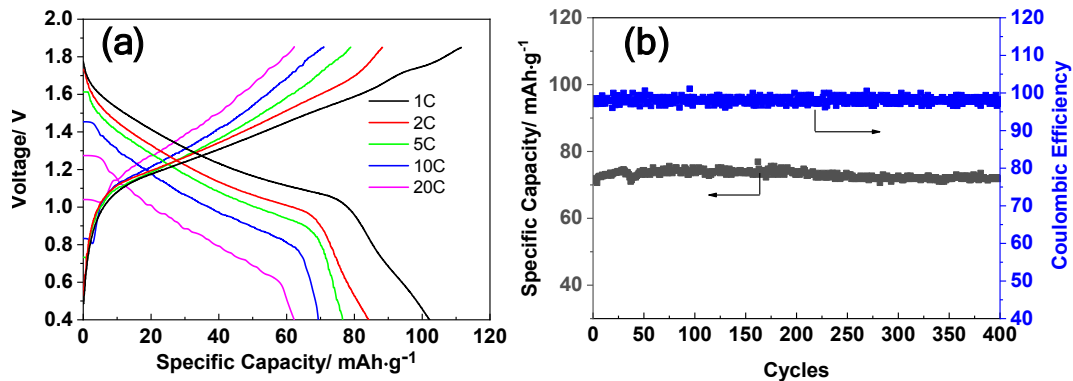 (a)
2.0
1.8
1.6
1.4
1.2
1.0
0.8
0.6
0.4
Voltage/ V
1C
2C
5C
10C
20C
0 20 40 60 80 100 120
Specific Capacity/ mAh·g-1
(b)
120
100
80
60
40
Specific Capacity/ mAh·g-1
120
110
100
90
80
70
60
50
40
Coulombic Efficiency
0 50 100 150 200 250 300 350 400
Cycles